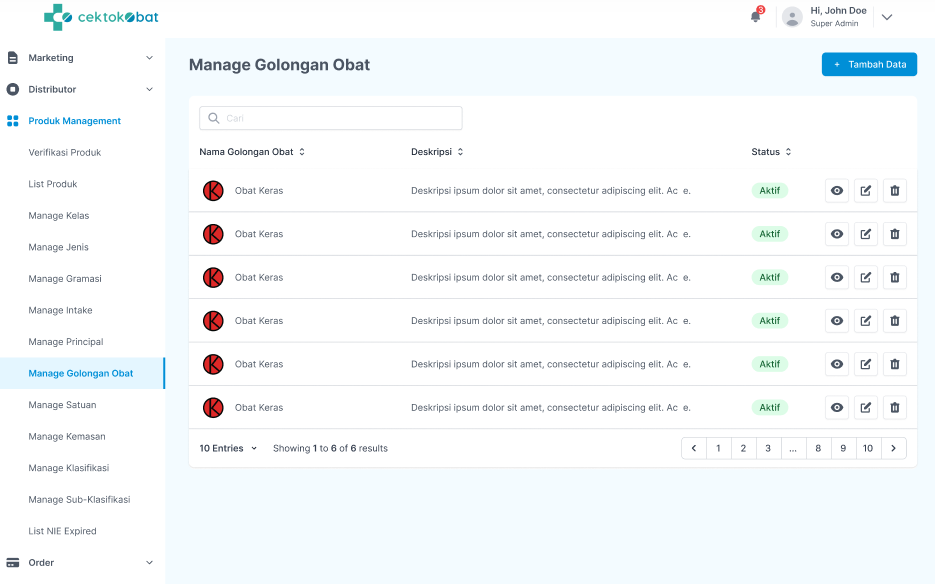 cektokobat
3
Hi, John Doe
Super Admin
Marketing
Distributor
Produk Management
Verifikasi Produk
List Produk
Manage Kelas
Manage Jenis
Manage Gramasi
Manage Intake
Manage Principal
Manage Golongan Obat
Manage Satuan
Manage Kemasan
Manage Klasifikasi
Manage Sub-Klasifikasi
List NIE Expired
Order
Manage Golongan Obat
+ Tambah Data
Cari
Nama Golongan Obat Deskripsi Status
K Obat Keras Deskripsi ipsum dolor sit amet, consectetur adipiscing elit. Ac e. Aktif
K Obat Keras Deskripsi ipsum dolor sit amet, consectetur adipiscing elit. Ac e. Aktif
K Obat Keras Deskripsi ipsum dolor sit amet, consectetur adipiscing elit. Ac e. Aktif
K Obat Keras Deskripsi ipsum dolor sit amet, consectetur adipiscing elit. Ac e. Aktif
K Obat Keras Deskripsi ipsum dolor sit amet, consectetur adipiscing elit. Ac e. Aktif
K Obat Keras Deskripsi ipsum dolor sit amet, consectetur adipiscing elit. Ac e. Aktif
10 Entries Showing 1 to 6 of 6 results 1 2 3 ... 8 9 10